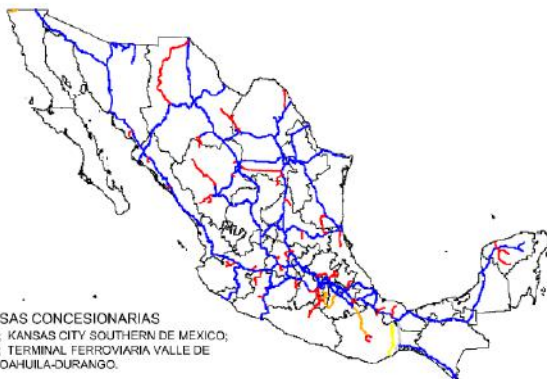 SAS CONCESIONARIAS
; KANSAS CITY SOUTHERN DE MEXICO;
; TERMINAL FERROVIARIA VALLE DE
OAHUILA-DURANGO.